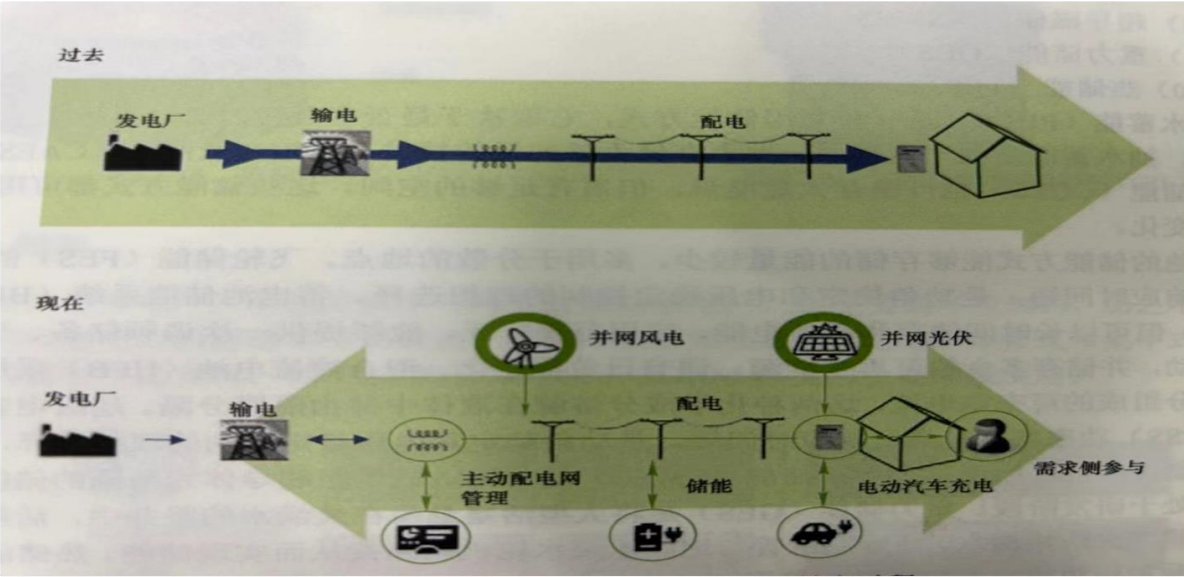 过去
发电厂
输电
配电
现在
并网风电
并网光伏
发电厂
输电
配电
主动配电网
管理
储能
电动汽车充电
需求侧参与